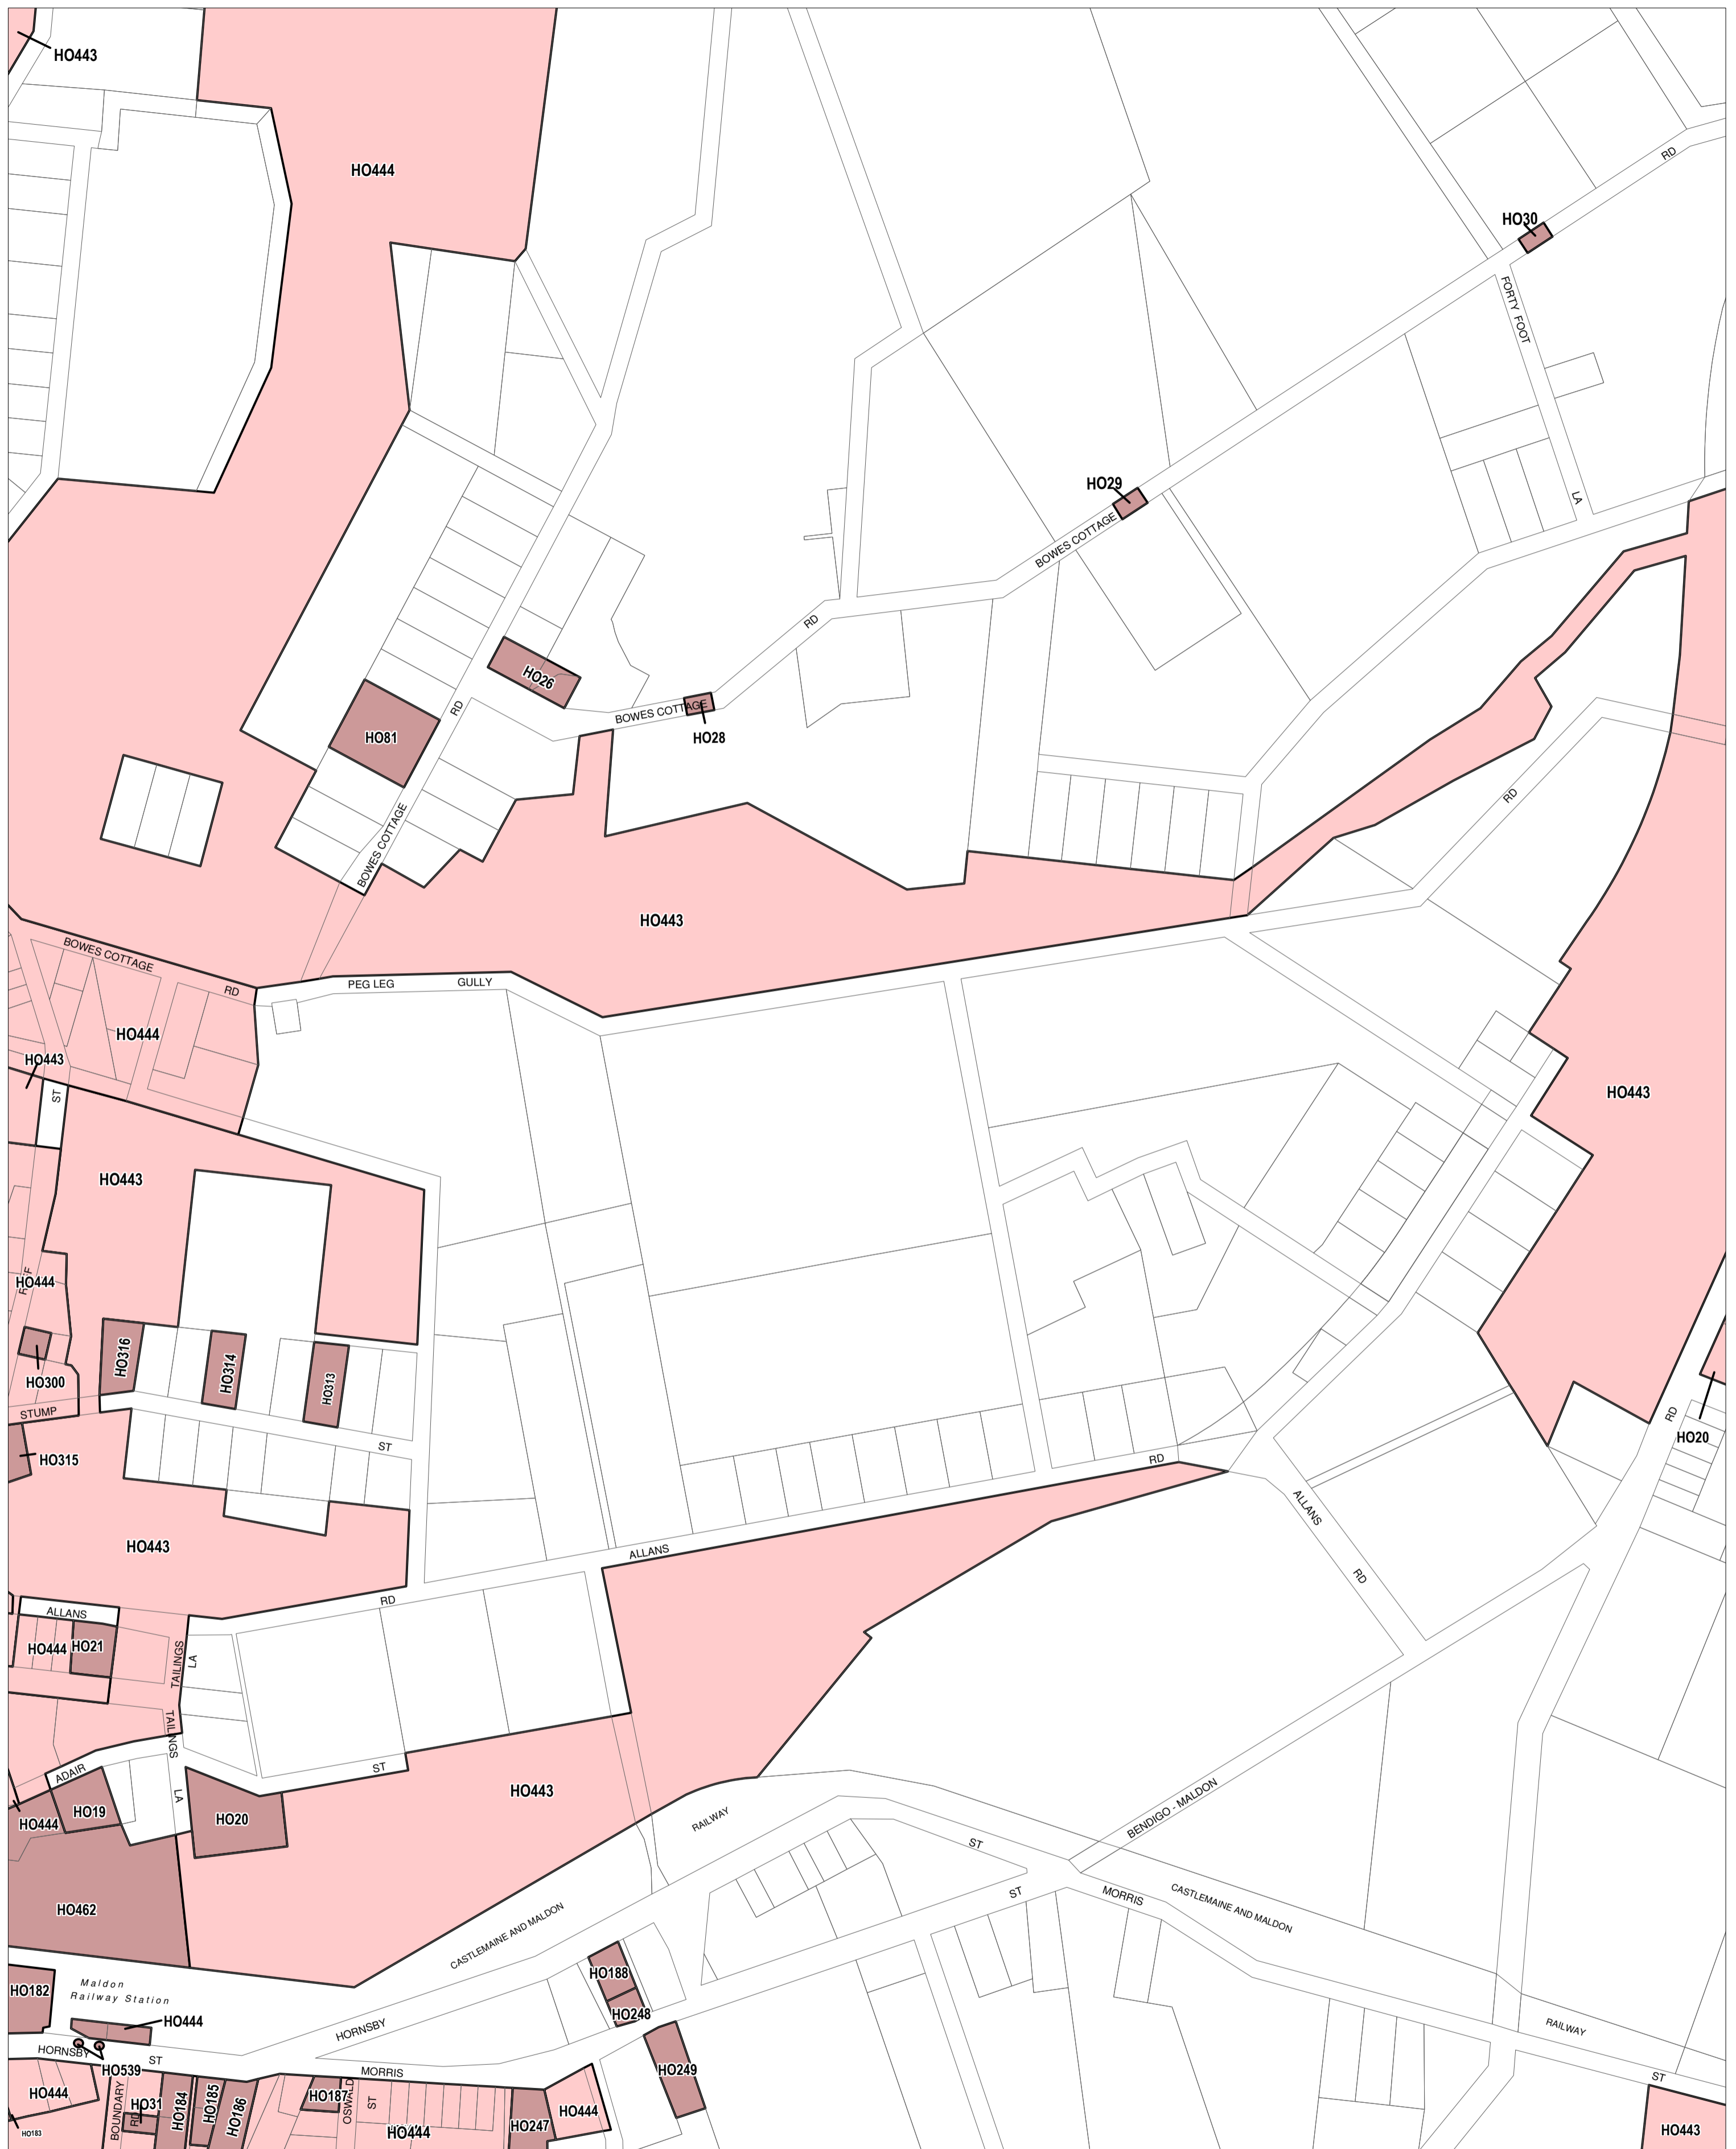 HO443
HO444
RD
HO30
FORTY FOOT
LA
HO29
BOWES COTTAGE
RD
HO26
BOWES COTTAGE
HO28
RD
HO81
BOWES COTTAGE
RD
HO443
BOWES COTTAGE
RD
PEG LEG GULLY
HO444
HO443
ST
HO443
HO443
HO444
HO316
HO314
HO313
HO300
STUMP
ST
HO315
HO20
RD
RD
ALLANS
RD
HO443
ALLANS
RD
ALLANS
HO444
HO21
TAILINGS
LA
TAILINGS
LA
ADAIR
ST
HO443
HO444
HO19
HO20
RAILWAY
BENDIGO - MALDON
ST
ST
MORRIS
CASTLEMAINE AND MALDON
HO462
CASTLEMAINE AND MALDON
HO182
Maldon
Railway Station
HO188
HO248
HO444
HORNSBY
RAILWAY
HORNSBY
ST
HO539
MORRIS
HO249
ST
HO444
BOUNDARY
RD
HO31
HO184
HO185
HO186
HO187
OSWALD
ST
HO444
HO247
HO444
HO183
HO443